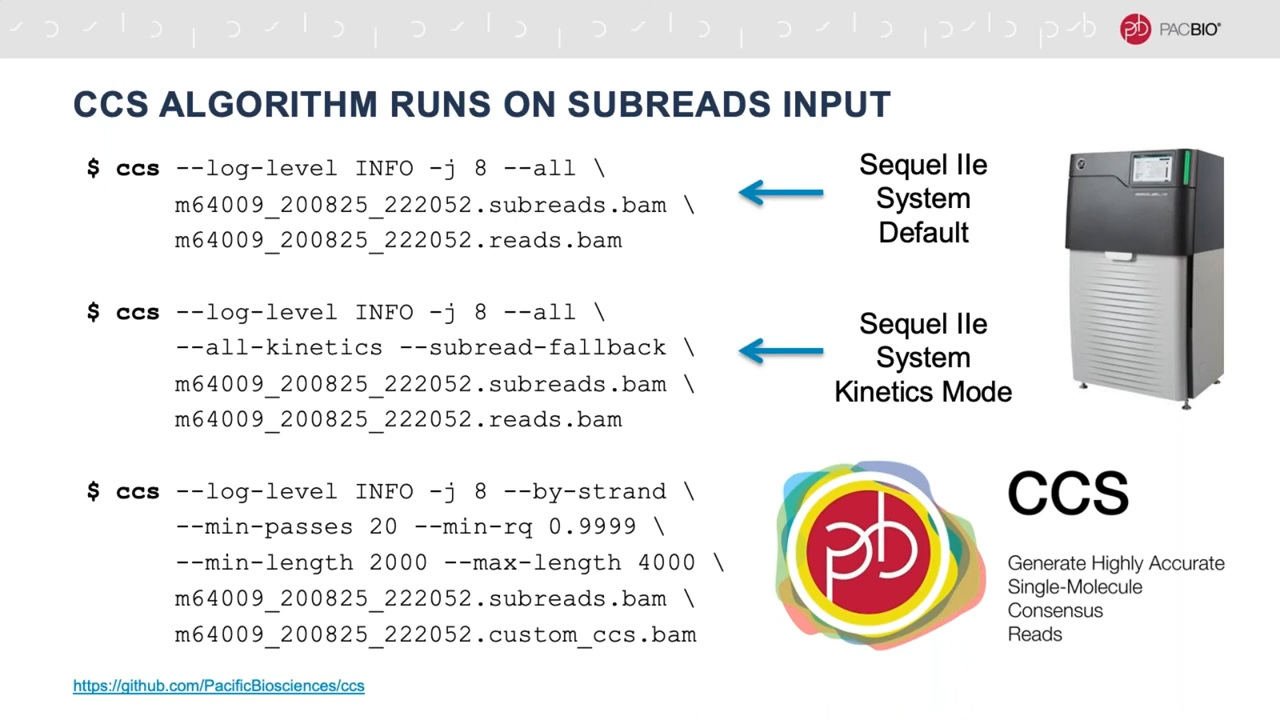 PACBIO®
CCS ALGORITHM RUNS ON SUBREADS INPUT
$ ccs --log-level INFO -j 8 --all \
m64009_200825_222052.subreads.bam \
m64009_200825_222052.reads.bam
Sequel IIe
System
Default
$ ccs --log-level INFO -j 8 --all \
--all-kinetics --subread-fallback \
m64009_200825_222052.subreads.bam \
m64009_200825_222052.reads.bam
Sequel IIe
System
Kinetics Mode
$ ccs --log-level INFO -j 8 --by-strand \
--min-passes 20 --min-rq 0.9999 \
--min-length 2000 --max-length 4000 \
m64009_200825_222052.subreads.bam \
m64009_200825_222052.custom_ccs.bam
pb
CCS
Generate Highly Accurate
Single-Molecule
Consensus
Reads
https://github.com/PacificBiosciences/ccs